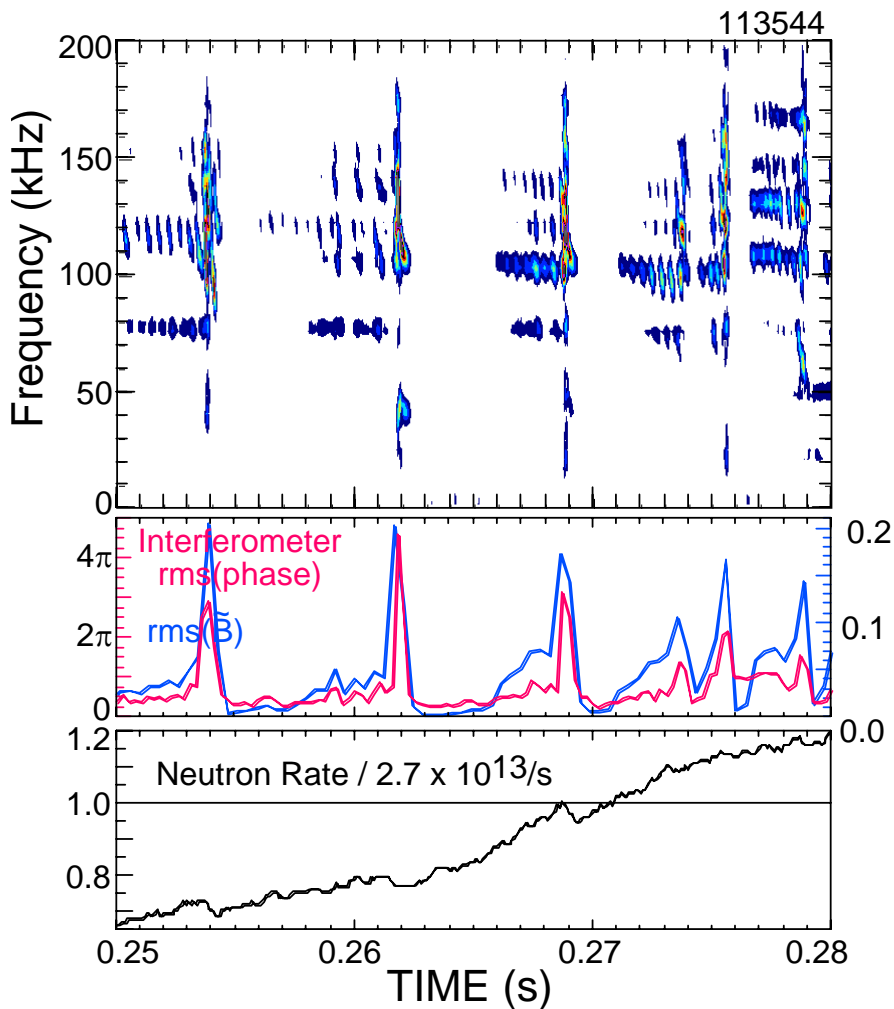 113544
200
150
100
50
0
Frequency (kHz)
Interferometer
rms(phase)
rms(B̃)
4π
2π
0
0.2
0.1
0.0
Neutron Rate / 2.7 x 10¹³/s
1.2
1.0
0.8
0.25 0.26 0.27 0.28
TIME (s)